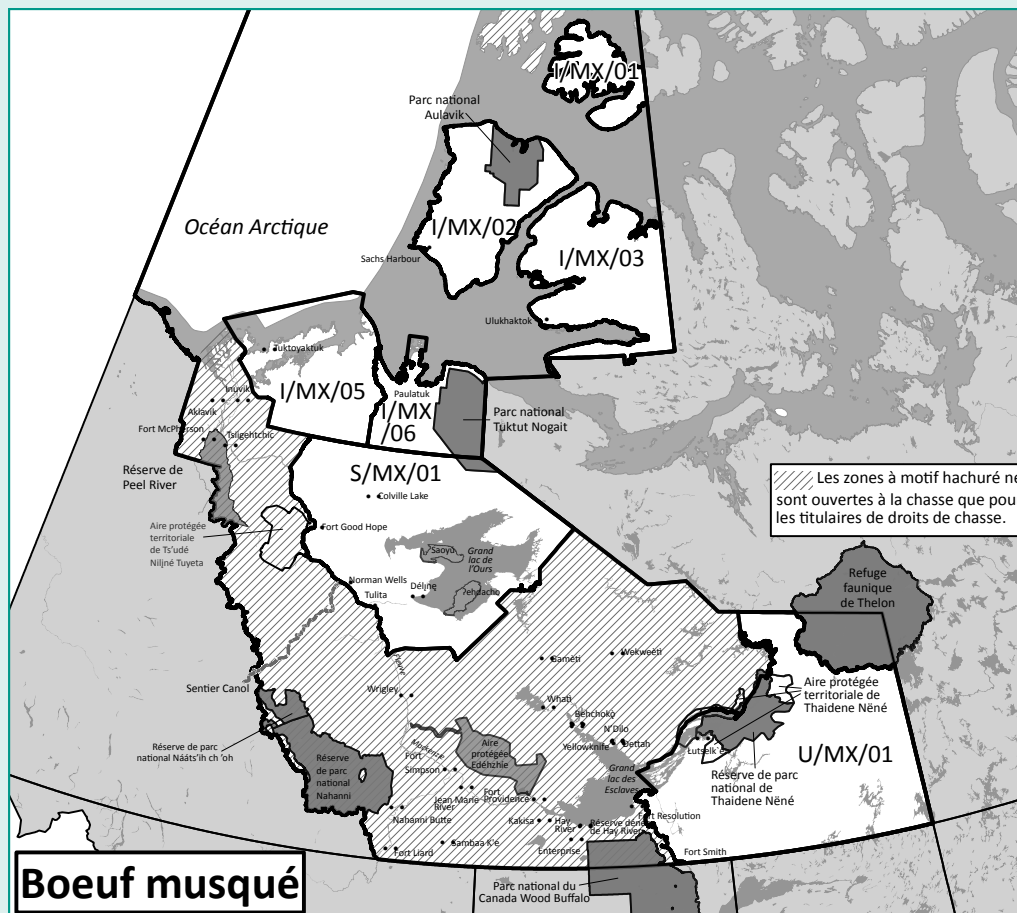 I/MX/01
Parc national
Aulavik
Océan Arctique
I/MX/02
I/MX/03
Sachs Harbour
Ulukhaktok
Tuktoyaktuk
I/MX/05
Inuvik
Aklavik
Paulatuk
I/MX
/06
Parc national
Tuktut Nogait
Fort McPherson
Tsiigehtchic
Réserve de
Peel River
S/MX/01
Colville Lake
Les zones à motif hachuré ne
sont ouvertes à la chasse que pou
les titulaires de droits de chasse.
Aire protégée
territoriale
de Ts'udé
Niljné Tuyeta
Fort Good Hope
Saoyú
Grand
lac de
l'Ours
Norman Wells
Tulita
Déljne
?ehdacho
Refuge
faunique
de Thelon
Gamètì
Wekweètì
Sentier Canol
Fleuve
Wrigley
Whatì
Aire protégée
territoriale de
Thaidene Nëné
Behchokǫ̀
N'Dilo
Yellowknife
Dettah
Łutselk'e
U/MX/01
Réserve de parc
national Nááts'ih ch 'oh
Mackenzie
Aire
protégée
Edéhzhíe
Réserve
de parc
national
Nahanni
Fort
Simpson
Grand
lac des
Esclaves
Réserve de parc
national de
Thaidene Nëné
Jean Marie
River
Fort
Providence
Nahanni Butte
Kakisa
Hay
River
Réserve dene
de Hay River
Fort Resolution
Fort Liard
Sambaa K'e
Enterprise
Fort Smith
Boeuf musqué
Parc national du
Canada Wood Buffalo